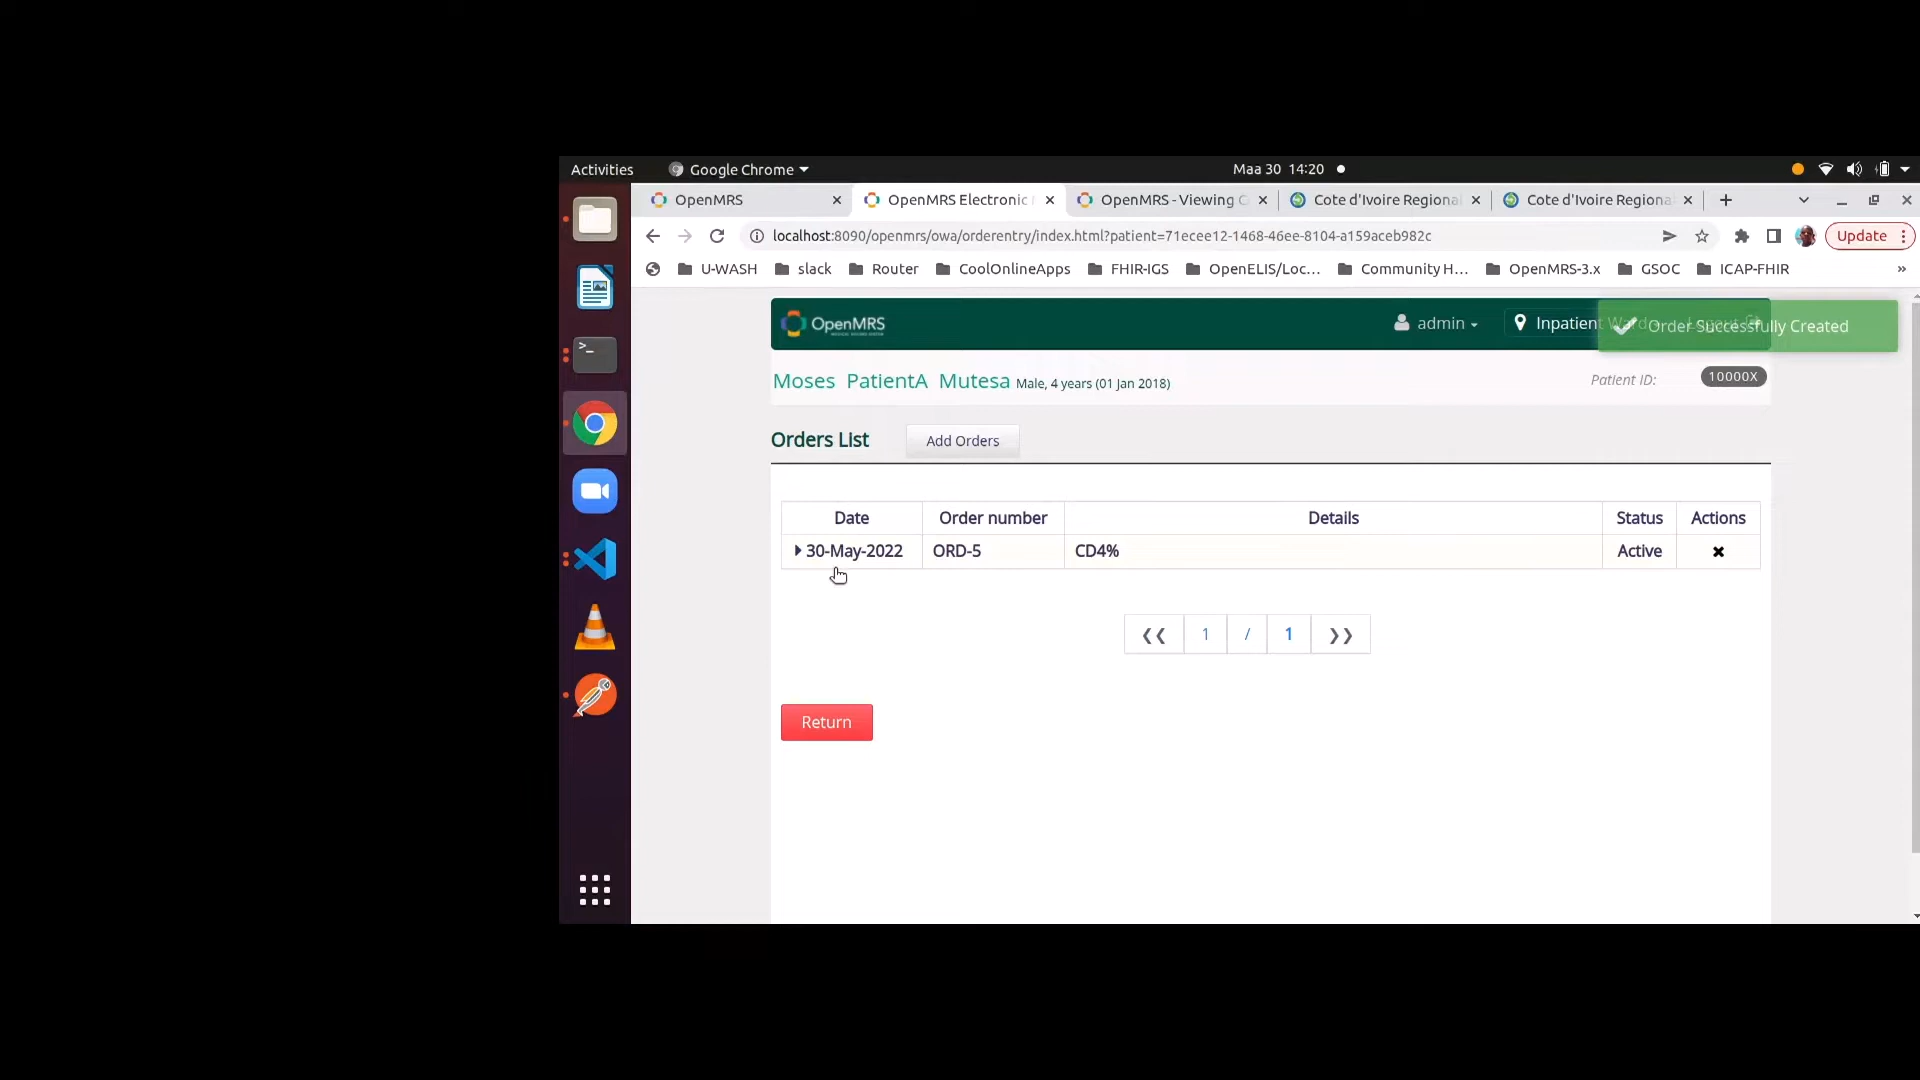 Activities Google Chrome Maa 30 14:20
OpenMRS OpenMRS Electronic OpenMRS - Viewing Cote d'Ivoire Regional Cote d'Ivoire Regiona
localhost:8090/openmrs/owa/orderentry/index.html?patient=71ecee12-1468-46ee-8104-a159aceb982c Update
U-WASH slack Router CoolOnlineApps FHIR-IGS OpenELIS/Loc... Community H... OpenMRS-3.x GSOC ICAP-FHIR »
OpenMRS admin Inpatient Ward Logout Order Successfully Created
Moses PatientA Mutesa Male, 4 years (01 Jan 2018) Patient ID: 10000X
Orders List Add Orders
Date Order number Details Status Actions
30-May-2022 ORD-5 CD4% Active
❮❮ 1 / 1 ❯❯
Return